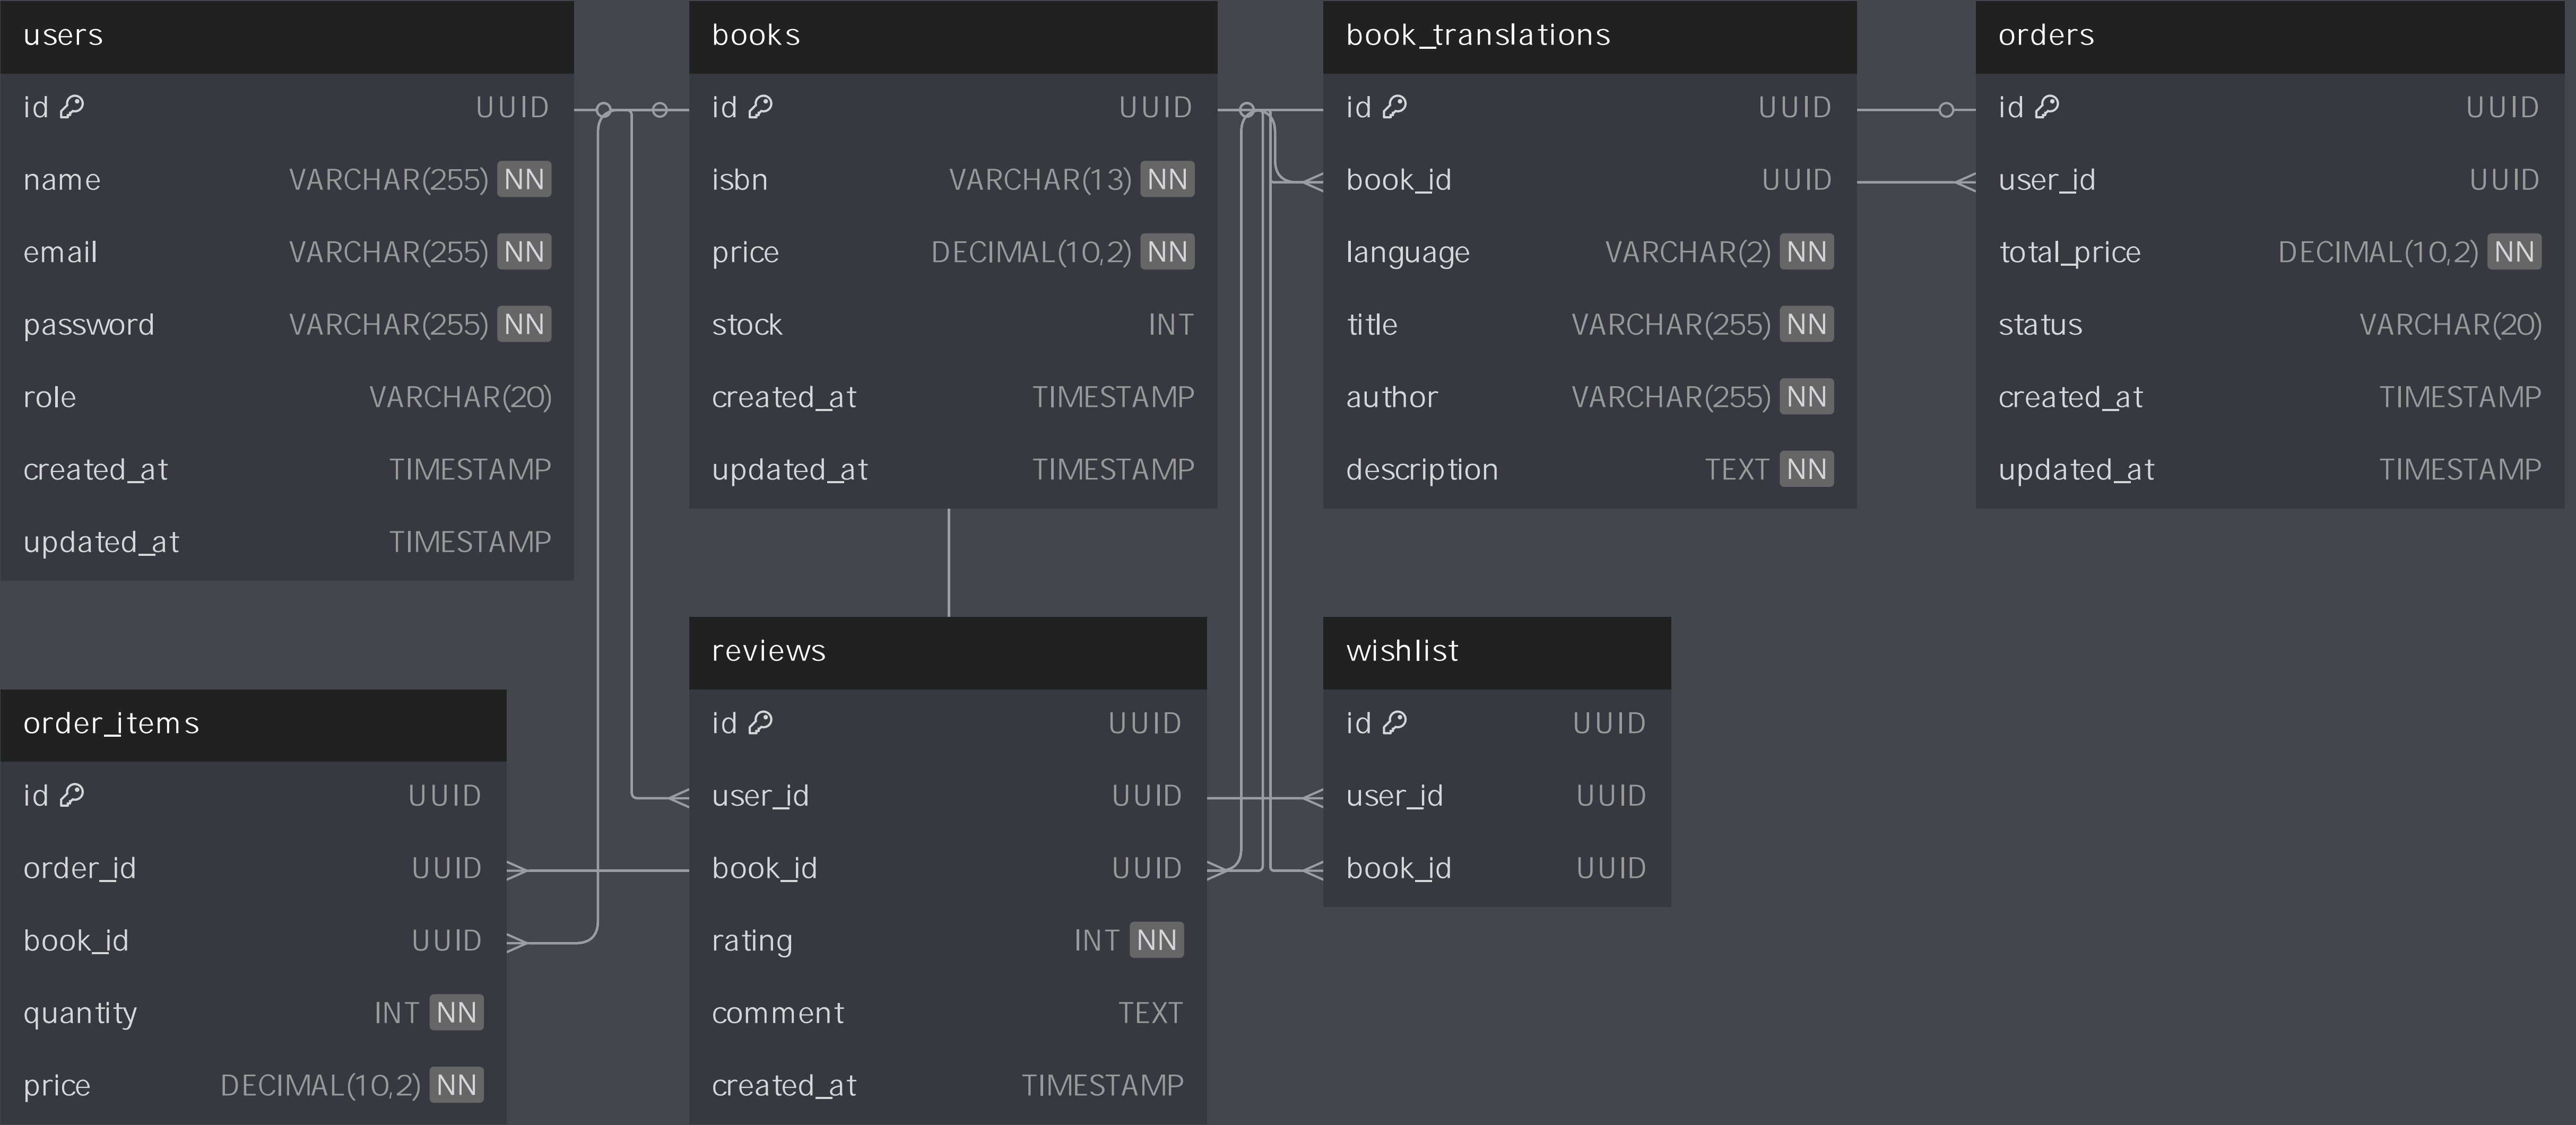 users
id UUID
name VARCHAR(255) NN
email VARCHAR(255) NN
password VARCHAR(255) NN
role VARCHAR(20)
created_at TIMESTAMP
updated_at TIMESTAMP
books
id UUID
isbn VARCHAR(13) NN
price DECIMAL(10,2) NN
stock INT
created_at TIMESTAMP
updated_at TIMESTAMP
book_translations
id UUID
book_id UUID
language VARCHAR(2) NN
title VARCHAR(255) NN
author VARCHAR(255) NN
description TEXT NN
orders
id UUID
user_id UUID
total_price DECIMAL(10,2) NN
status VARCHAR(20)
created_at TIMESTAMP
updated_at TIMESTAMP
order_items
id UUID
order_id UUID
book_id UUID
quantity INT NN
price DECIMAL(10,2) NN
reviews
id UUID
user_id UUID
book_id UUID
rating INT NN
comment TEXT
created_at TIMESTAMP
wishlist
id UUID
user_id UUID
book_id UUID